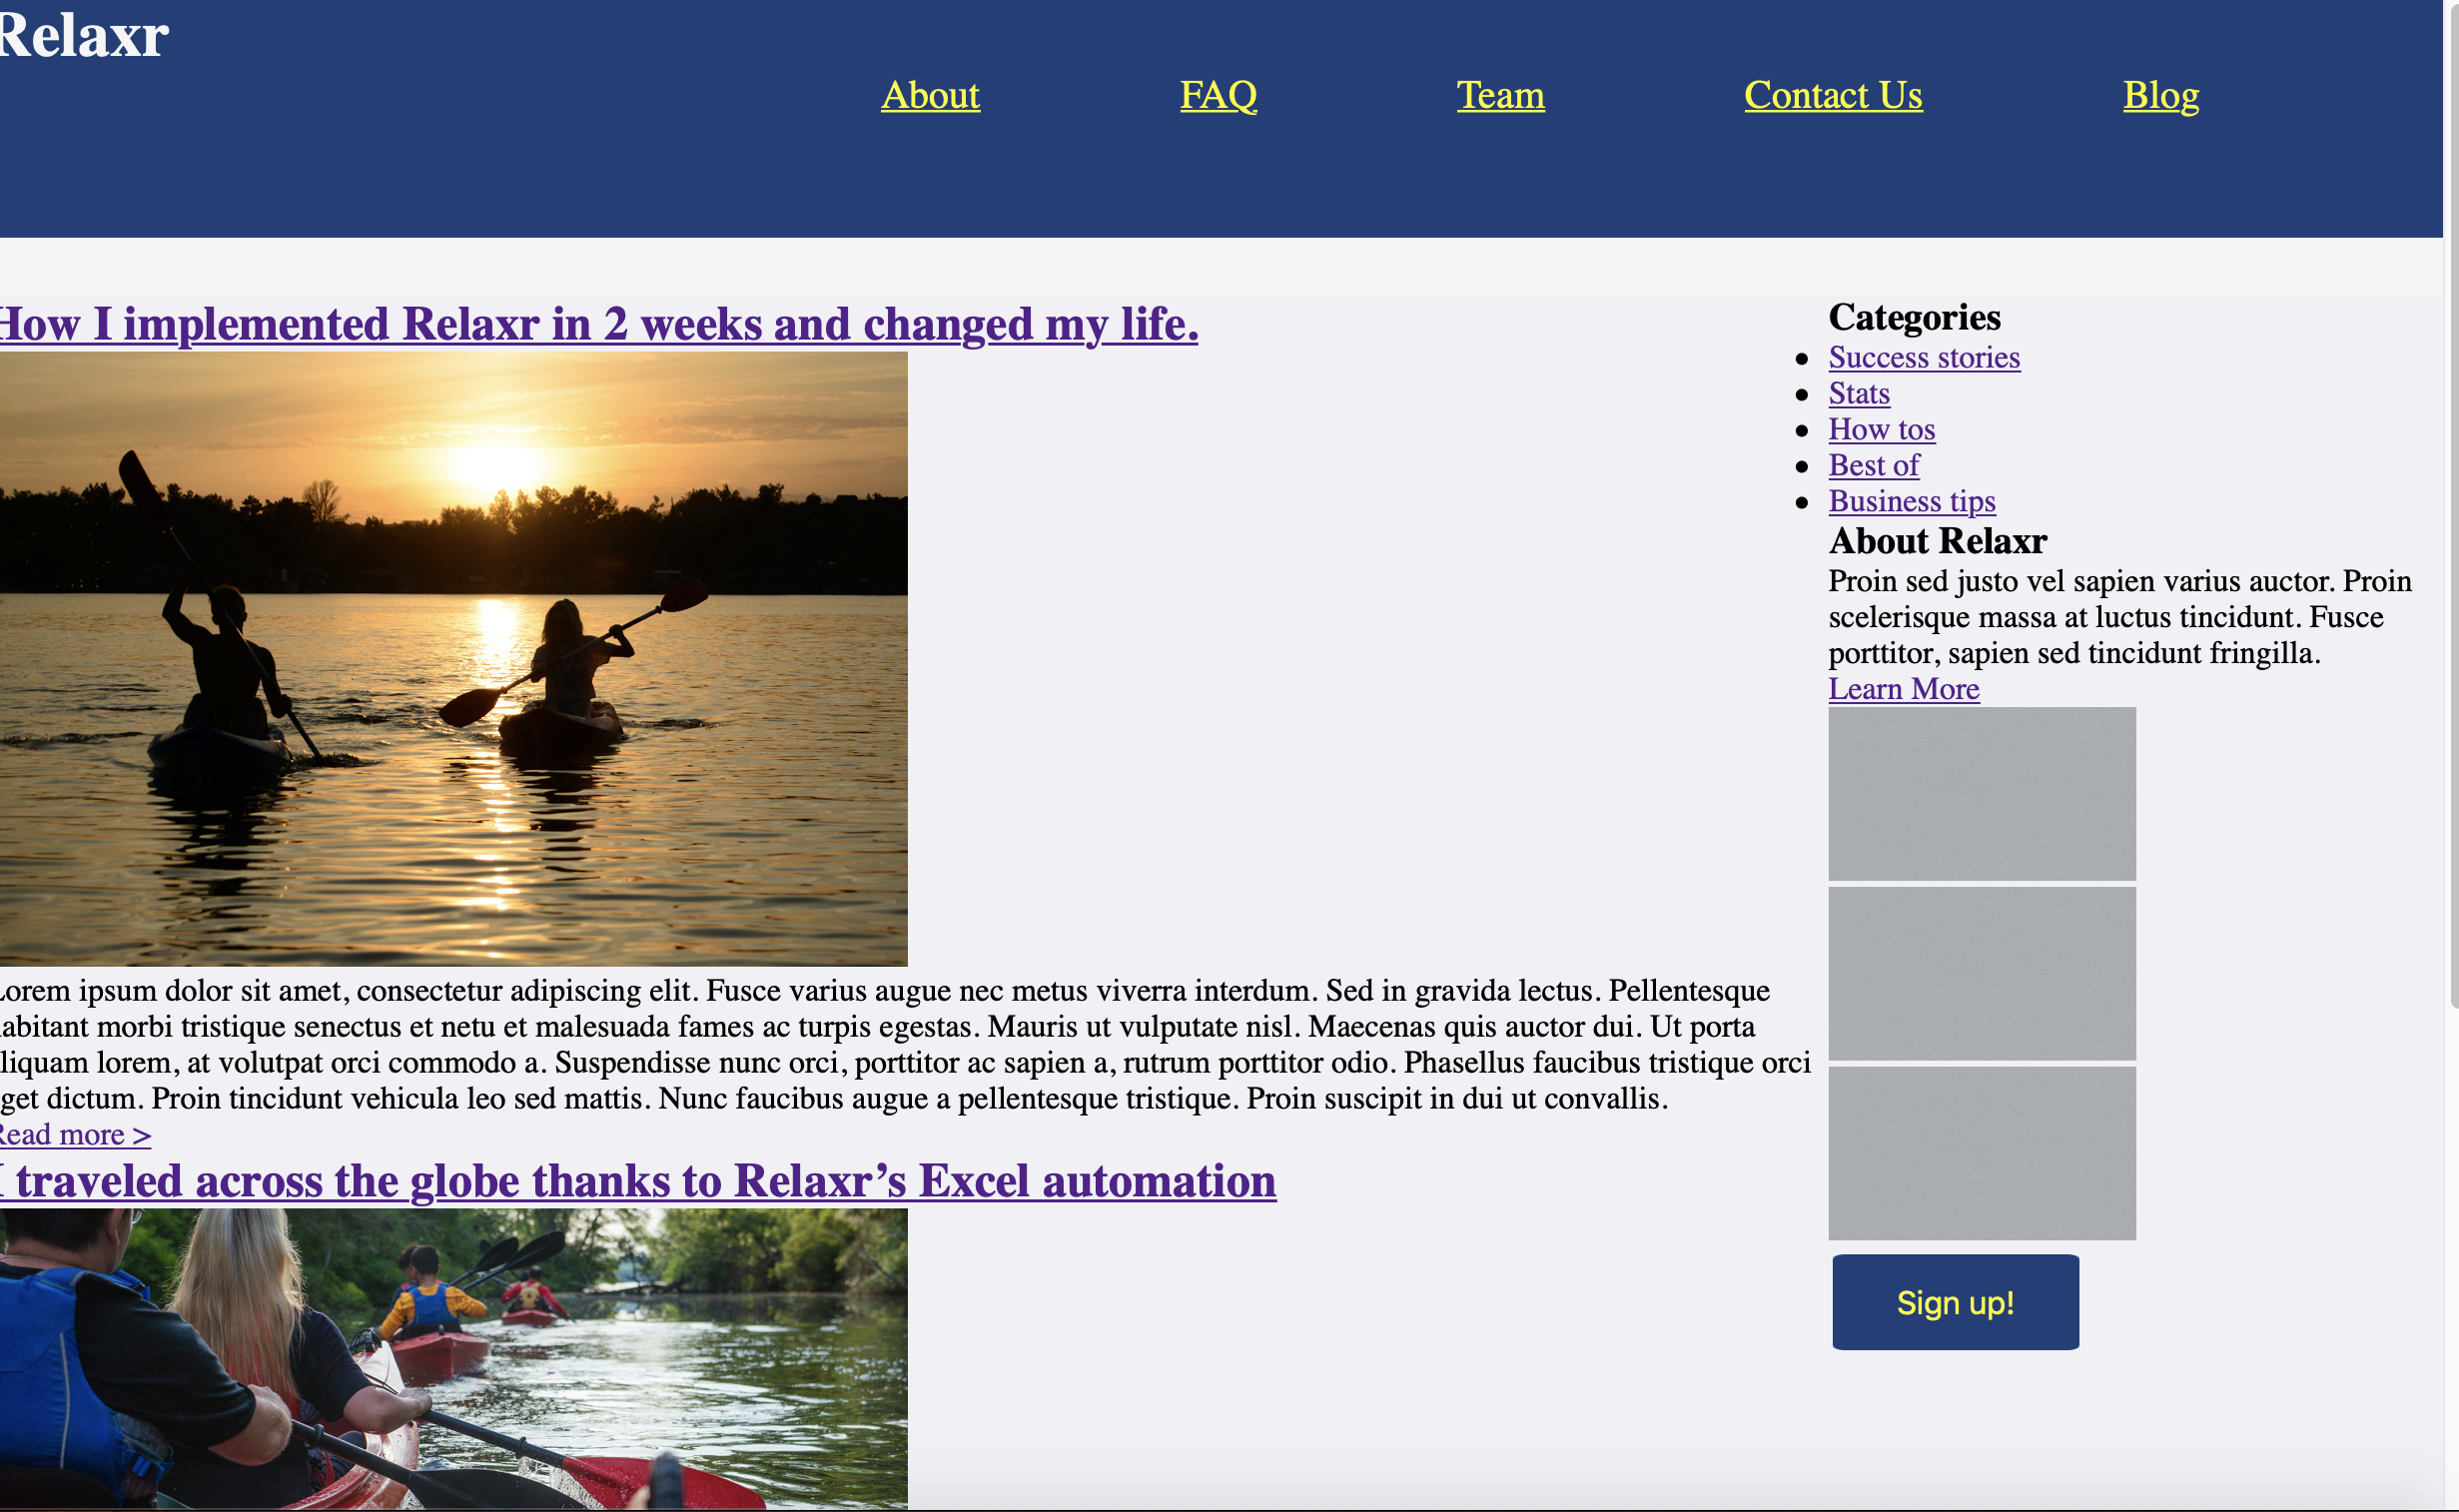 Relaxr
About FAQ Team Contact Us Blog
How I implemented Relaxr in 2 weeks and changed my life.
Lorem ipsum dolor sit amet, consectetur adipiscing elit. Fusce varius augue nec metus viverra interdum. Sed in gravida lectus. Pellentesque
habitant morbi tristique senectus et netu et malesuada fames ac turpis egestas. Mauris ut vulputate nisl. Maecenas quis auctor dui. Ut porta
aliquam lorem, at volutpat orci commodo a. Suspendisse nunc orci, porttitor ac sapien a, rutrum porttitor odio. Phasellus faucibus tristique orci
eget dictum. Proin tincidunt vehicula leo sed mattis. Nunc faucibus augue a pellentesque tristique. Proin suscipit in dui ut convallis.
Read more >
I traveled across the globe thanks to Relaxr’s Excel automation
Categories
Success stories
Stats
How tos
Best of
Business tips
About Relaxr
Proin sed justo vel sapien varius auctor. Proin
scelerisque massa at luctus tincidunt. Fusce
porttitor, sapien sed tincidunt fringilla.
Learn More
Sign up!